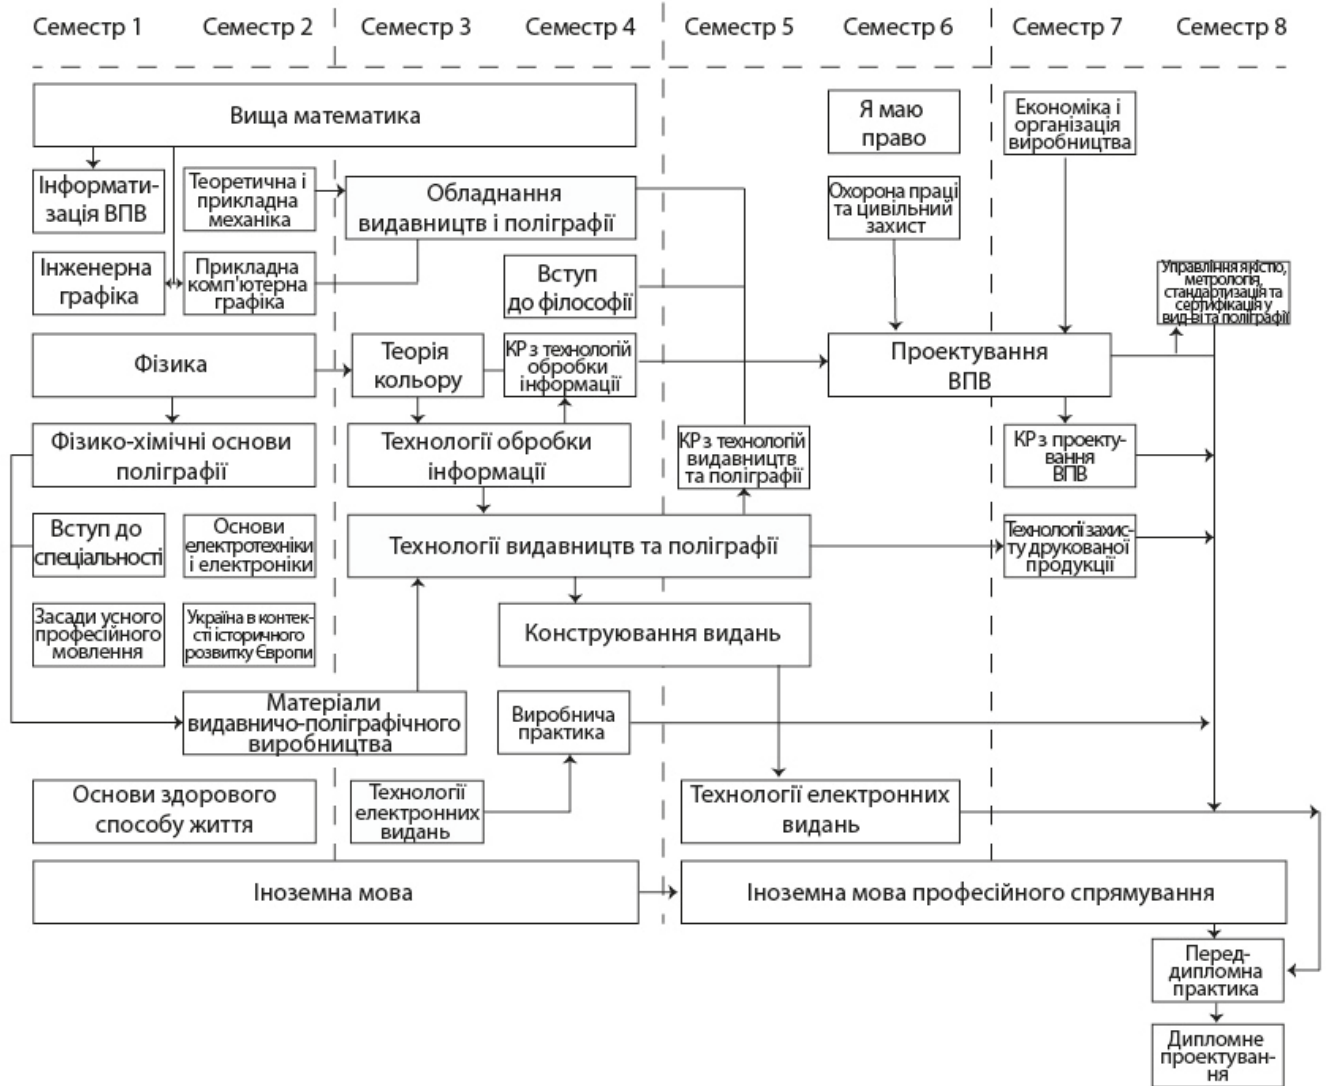 Семестр 1 Семестр 2 Семестр 3 Семестр 4 Семестр 5 Семестр 6 Семестр 7 Семестр 8
Вища математика
Я маю
право
Економіка і
організація
виробництва
Інформати-
зація ВПВ
Теоретична і
прикладна
механіка
Обладнання
видавництв і поліграфії
Охорона праці
та цивільний
захист
Інженерна
графіка
Прикладна
комп'ютерна
графіка
Вступ
до філософії
Управління якістю,
метрологія,
стандартизація та
сертифікація у
вид-ві та поліграфії
Фізика
Теорія
кольору
КР з технологій
обробки
інформації
Проектування
ВПВ
Фізико-хімічні основи
поліграфії
Технології обробки
інформації
КР з технологій
видавництв
та поліграфії
КР з проекту-
вання
ВПВ
Вступ до
спеціальності
Основи
електротехніки
і електроніки
Технології видавництв та поліграфії
Технології захис-
ту друкованої
продукції
Засади усного
професійного
мовлення
Україна в контек-
сті історичного
розвитку Європи
Конструювання видань
Матеріали
видавничо-поліграфічного
виробництва
Виробнича
практика
Основи здорового
способу життя
Технології
електронних
видань
Технології електронних
видань
Іноземна мова
Іноземна мова професійного спрямування
Перед-
дипломна
практика
Дипломне
проектуван-
ня